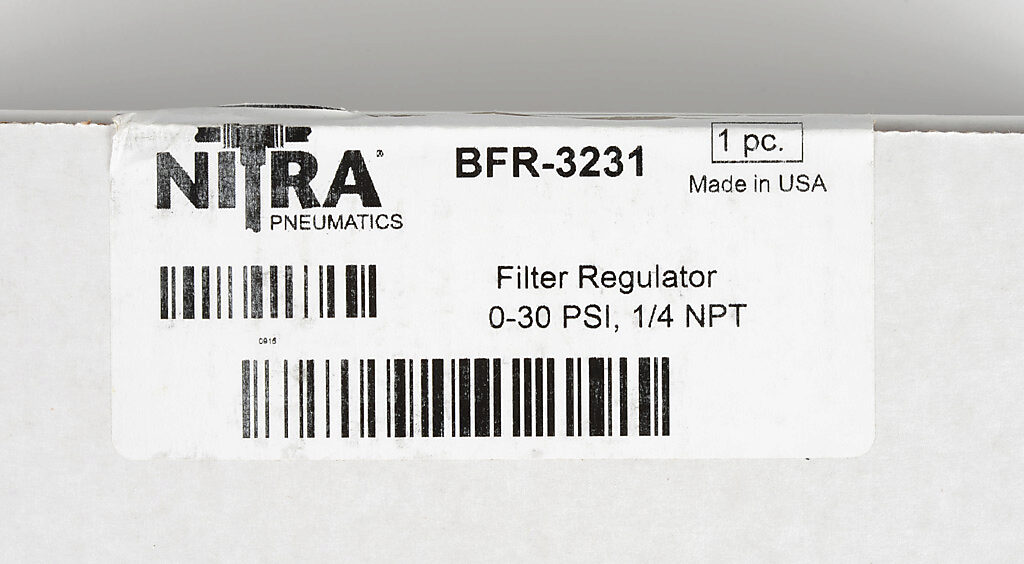 NITRA®
PNEUMATICS
BFR-3231
1 pc.
Made in USA
Filter Regulator
0-30 PSI, 1/4 NPT
0915